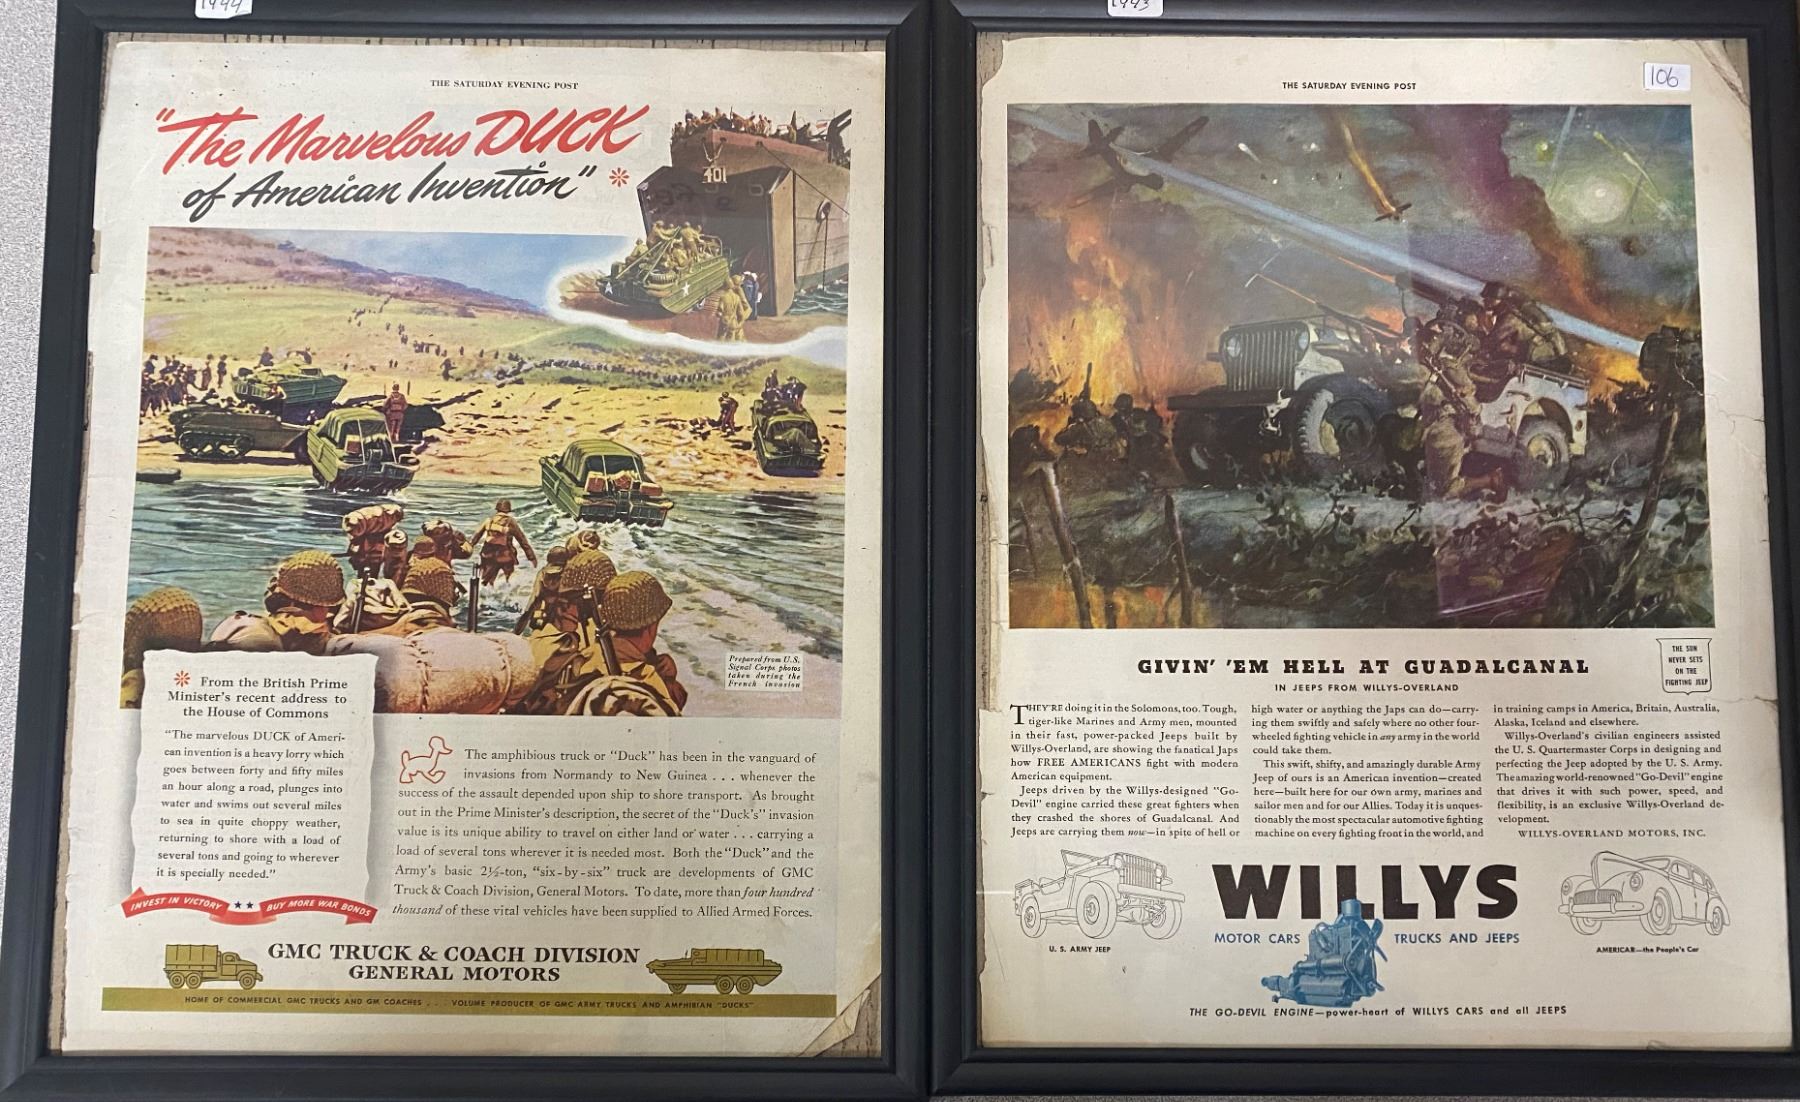 1944
THE SATURDAY EVENING POST
"The Marvelous DUCK
of American Invention" *
401
Prepared from U.S.
Signal Corps photos
taken during the
French invasion
* From the British Prime
Minister's recent address to
the House of Commons
"The marvelous DUCK of Ameri-
can invention is a heavy lorry which
goes between forty and fifty miles
an hour along a road, plunges into
water and swims out several miles
to sea in quite choppy weather,
returning to shore with a load of
several tons and going to wherever
it is specially needed."
INVEST IN VICTORY ★★ BUY MORE WAR BONDS
The amphibious truck or "Duck" has been in the vanguard of
invasions from Normandy to New Guinea . . . whenever the
success of the assault depended upon ship to shore transport. As brought
out in the Prime Minister's description, the secret of the "Duck's" invasion
value is its unique ability to travel on either land or water . . . carrying a
load of several tons wherever it is needed most. Both the "Duck" and the
Army's basic 2½-ton, "six-by-six" truck are developments of GMC
Truck & Coach Division, General Motors. To date, more than four hundred
thousand of these vital vehicles have been supplied to Allied Armed Forces.
GMC TRUCK & COACH DIVISION
GENERAL MOTORS
HOME OF COMMERCIAL GMC TRUCKS AND GM COACHES . . . VOLUME PRODUCER OF GMC ARMY TRUCKS AND AMPHIBIAN "DUCKS"
1943
106
THE SATURDAY EVENING POST
GIVIN' 'EM HELL AT GUADALCANAL
IN JEEPS FROM WILLYS-OVERLAND
THE SUN
NEVER SETS
ON THE
FIGHTING JEEP
THEY'RE doing it in the Solomons, too. Tough,
tiger-like Marines and Army men, mounted
in their fast, power-packed Jeeps built by
Willys-Overland, are showing the fanatical Japs
how FREE AMERICANS fight with modern
American equipment.
Jeeps driven by the Willys-designed "Go-
Devil" engine carried these great fighters when
they crashed the shores of Guadalcanal. And
Jeeps are carrying them now—in spite of hell or
high water or anything the Japs can do—carry-
ing them swiftly and safely where no other four-
wheeled fighting vehicle in any army in the world
could take them.
This swift, shifty, and amazingly durable Army
Jeep of ours is an American invention—created
here—built here for our own army, marines and
sailor men and for our Allies. Today it is unques-
tionably the most spectacular automotive fighting
machine on every fighting front in the world, and
in training camps in America, Britain, Australia,
Alaska, Iceland and elsewhere.
Willys-Overland's civilian engineers assisted
the U. S. Quartermaster Corps in designing and
perfecting the Jeep adopted by the U. S. Army.
The amazing world-renowned "Go-Devil" engine
that drives it with such power, speed, and
flexibility, is an exclusive Willys-Overland de-
velopment.
WILLYS-OVERLAND MOTORS, INC.
U. S. ARMY JEEP
WILLYS
MOTOR CARS TRUCKS AND JEEPS
AMERICAR—the People's Car
THE GO-DEVIL ENGINE—power-heart of WILLYS CARS and all JEEPS